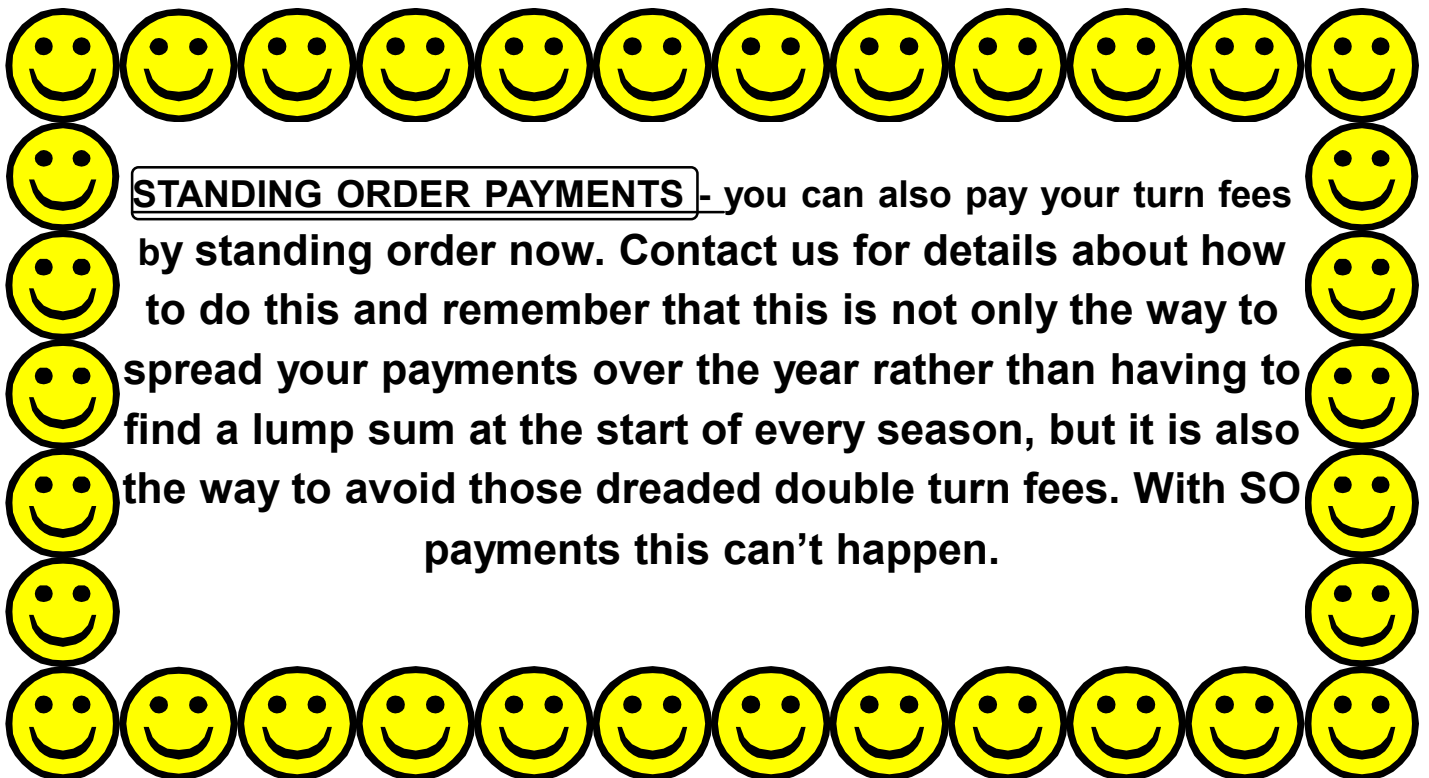 STANDING ORDER PAYMENTS - you can also pay your turn fees
by standing order now. Contact us for details about how
to do this and remember that this is not only the way to
spread your payments over the year rather than having to
find a lump sum at the start of every season, but it is also
the way to avoid those dreaded double turn fees. With SO
payments this can’t happen.